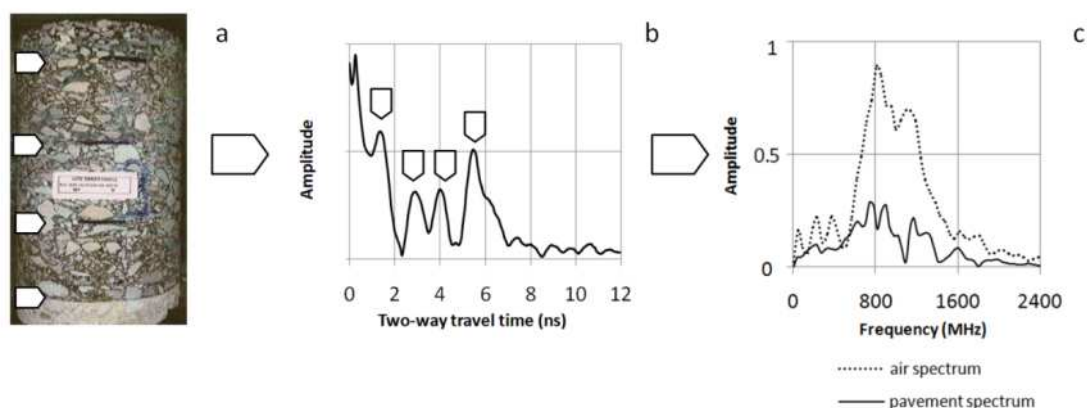 a
b
c
Amplitude
0 2 4 6 8 10 12
Two-way travel time (ns)
Amplitude
1
0.5
0
0 800 1600 2400
Frequency (MHz)
air spectrum
pavement spectrum